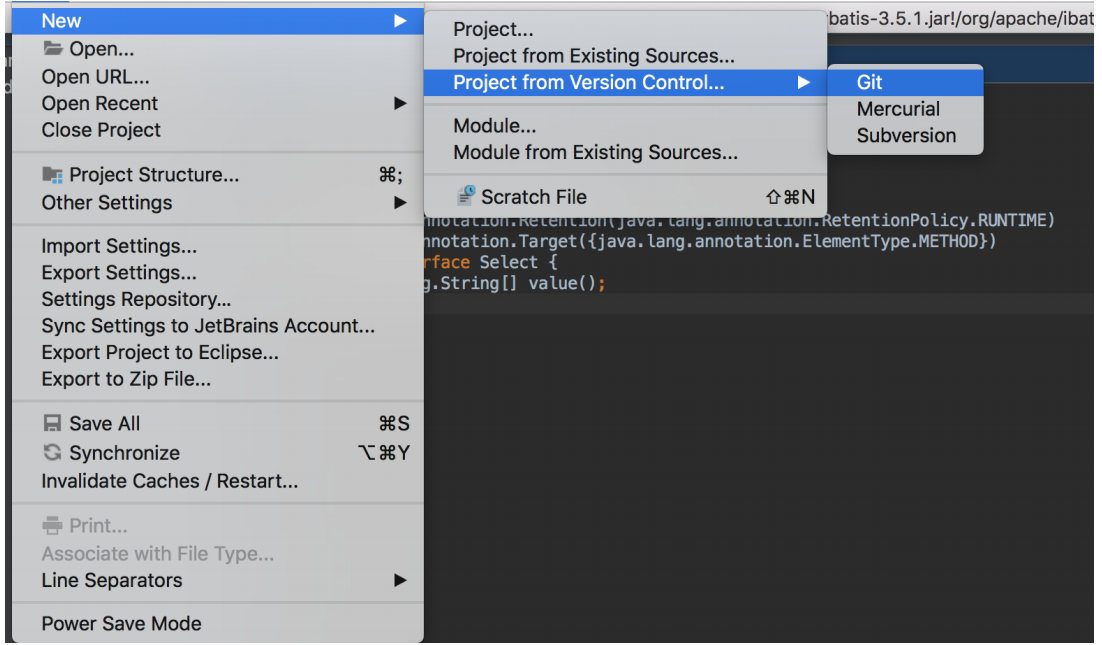 New
Open...
Open URL...
Open Recent
Close Project
Project Structure... ⌘;
Other Settings
Import Settings...
Export Settings...
Settings Repository...
Sync Settings to JetBrains Account...
Export Project to Eclipse...
Export to Zip File...
Save All ⌘S
Synchronize ⌥⌘Y
Invalidate Caches / Restart...
Print...
Associate with File Type...
Line Separators
Power Save Mode
Project...
Project from Existing Sources...
Project from Version Control...
Module...
Module from Existing Sources...
Scratch File ⇧⌘N
Git
Mercurial
Subversion
batis-3.5.1.jar!/org/apache/ibat
nnotation.Retention(java.lang.annotation.RetentionPolicy.RUNTIME)
nnotation.Target({java.lang.annotation.ElementType.METHOD})
rface Select {
g.String[] value();